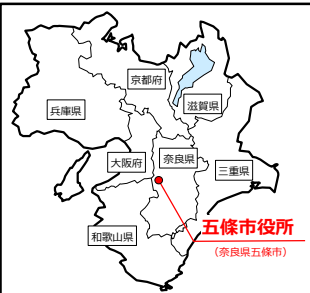 京都府
兵庫県
滋賀県
大阪府
奈良県
三重県
五條市役所
和歌山県
（奈良県五條市）